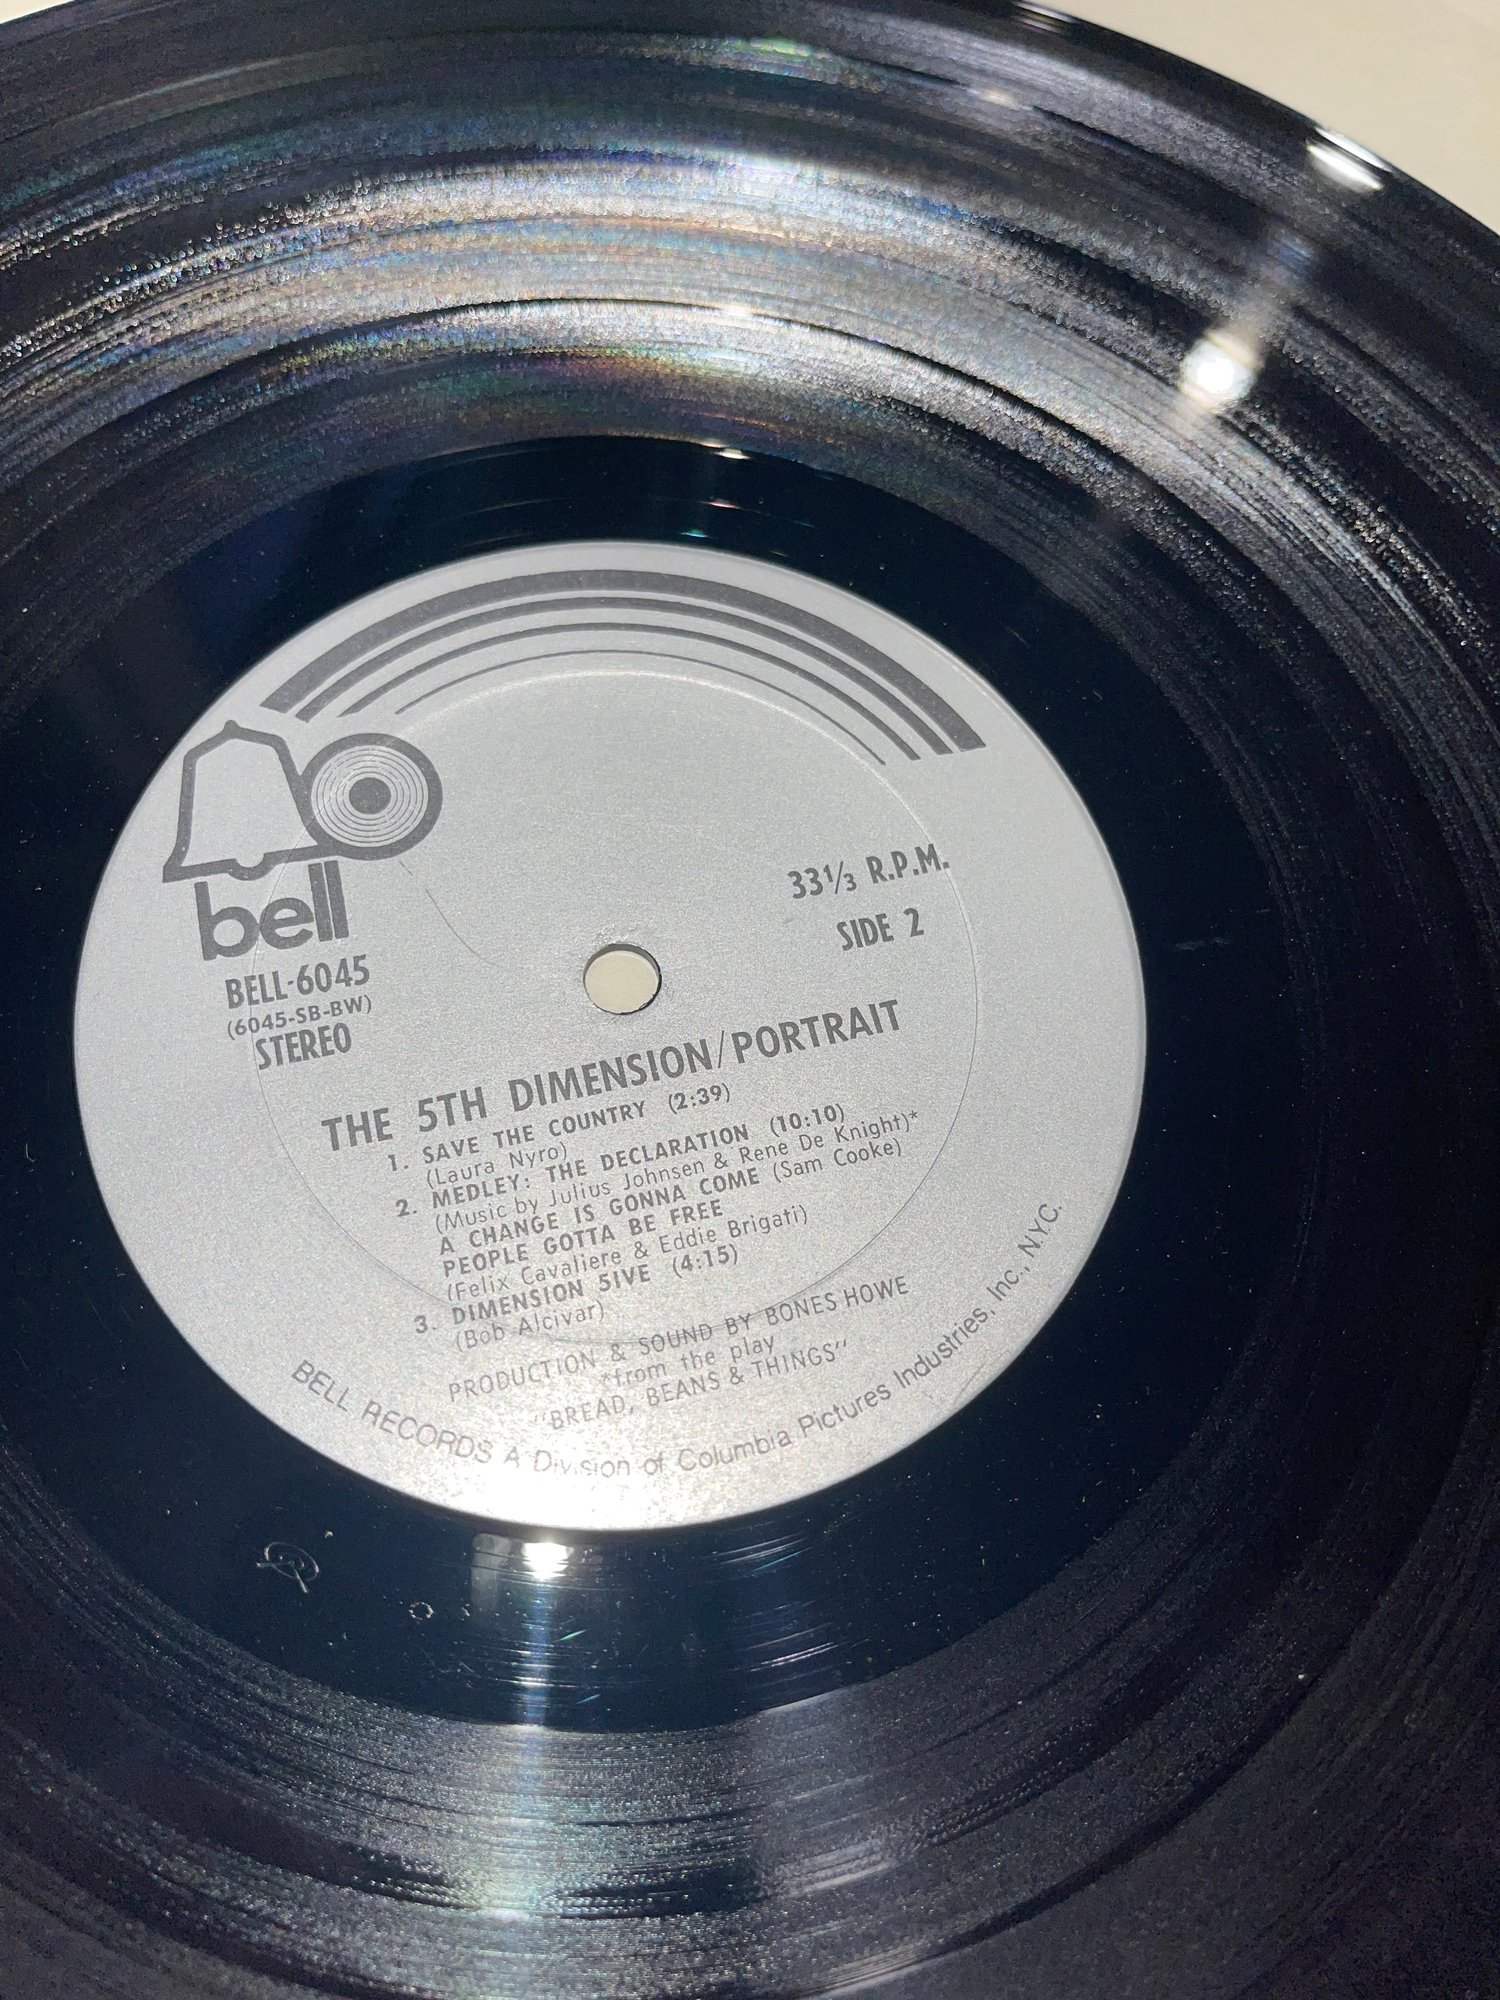 bell
BELL-6045
(6045-SB-BW)
STEREO
33⅓ R.P.M.
SIDE 2
THE 5TH DIMENSION/PORTRAIT
1. SAVE THE COUNTRY (2:39)
(Laura Nyro)
2. MEDLEY: THE DECLARATION (10:10)
(Music by Julius Johnsen & Rene De Knight)*
A CHANGE IS GONNA COME (Sam Cooke)
PEOPLE GOTTA BE FREE
(Felix Cavaliere & Eddie Brigati)
3. DIMENSION 5IVE (4:15)
(Bob Alcivar)
PRODUCTION & SOUND BY BONES HOWE
*from the play
"BREAD, BEANS & THINGS"
BELL RECORDS A Division of Columbia Pictures Industries, Inc., N.Y.C.